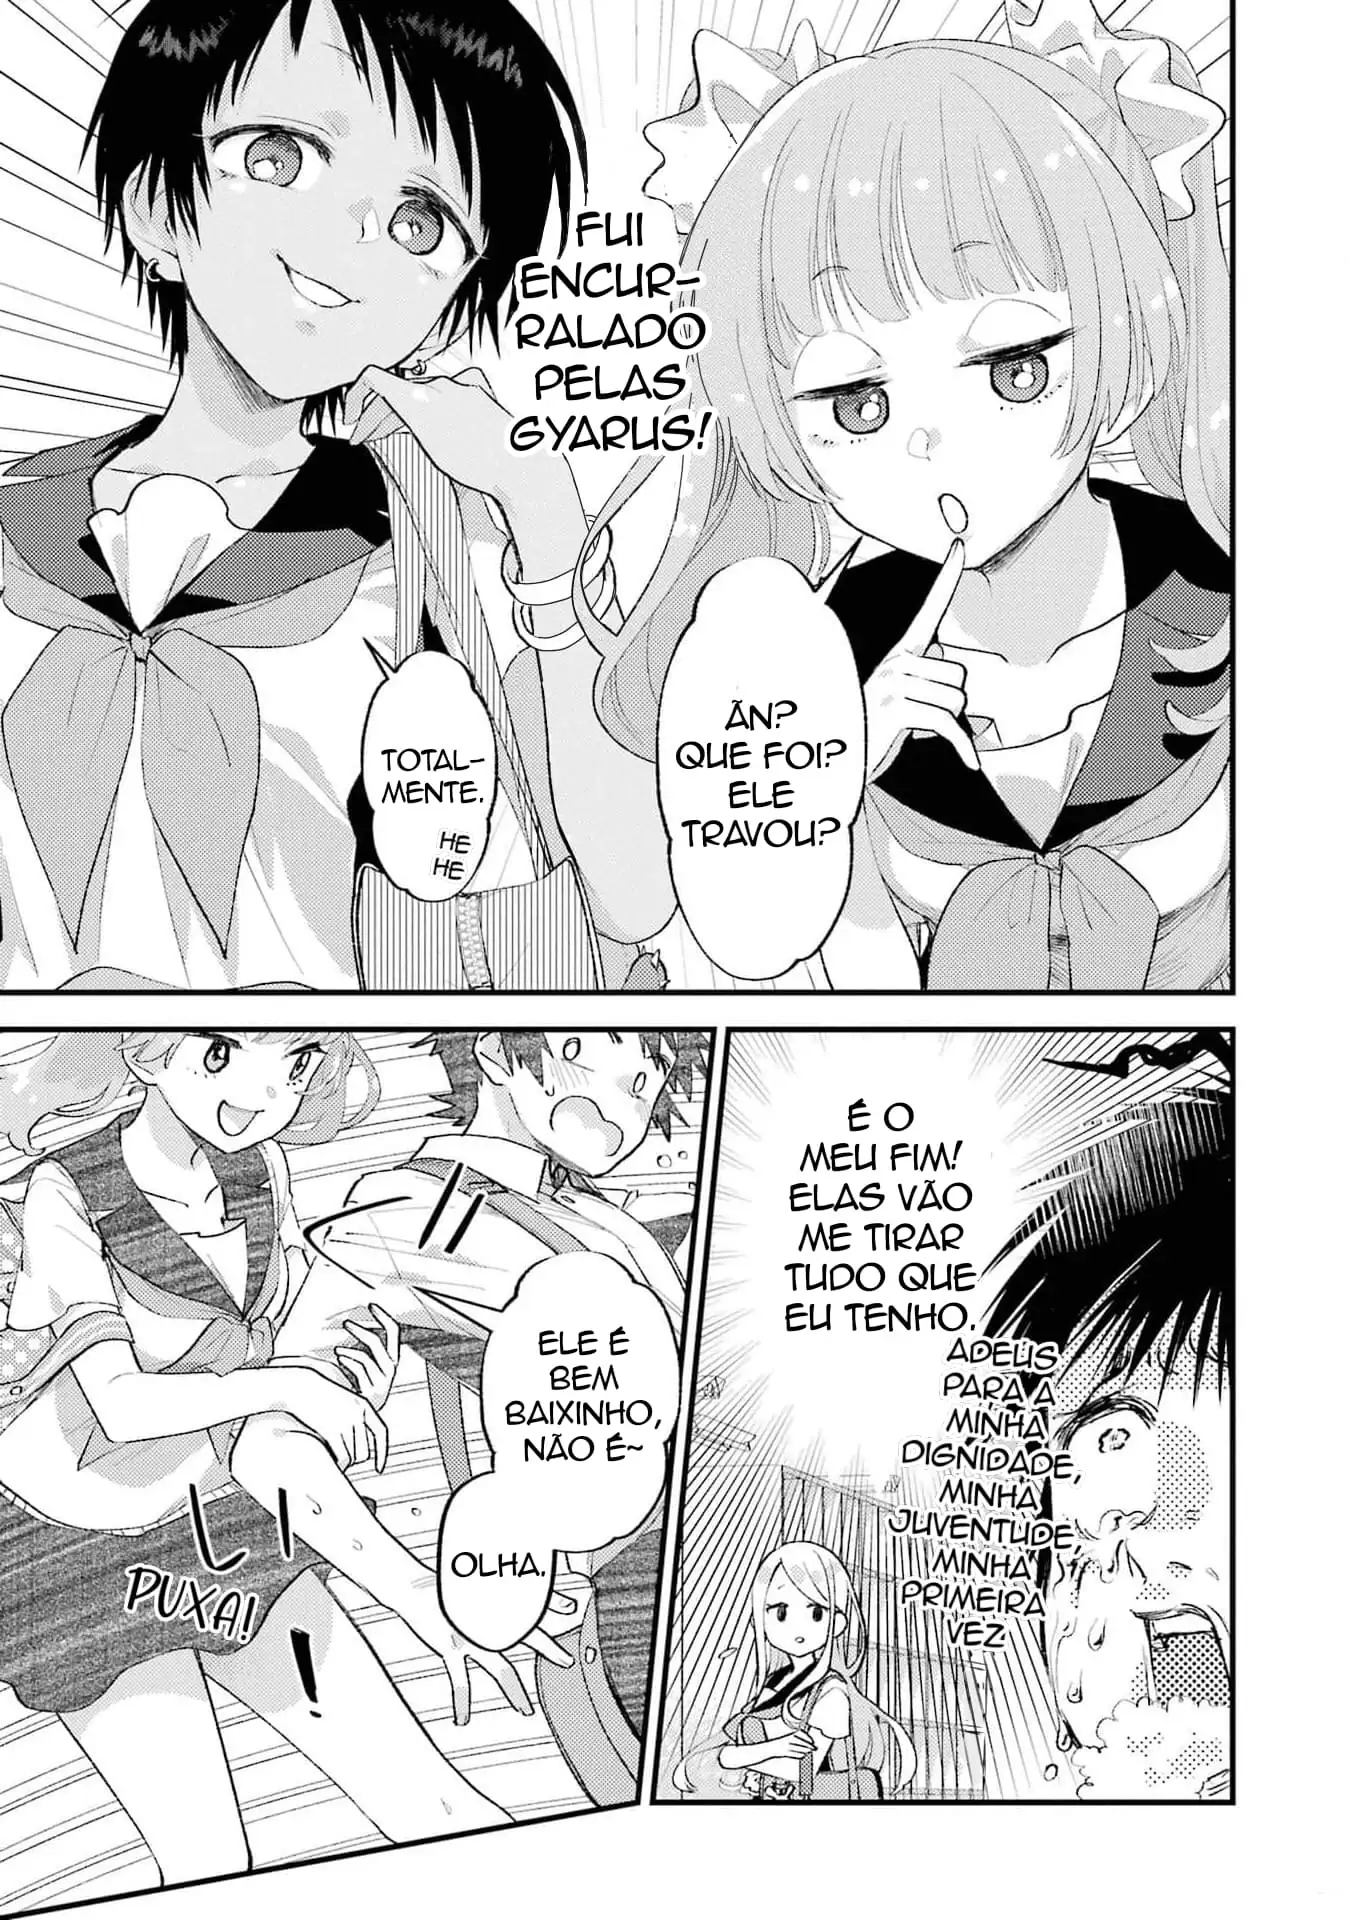 FUI
ENCUR-
RALADO
PELAS
GYARUS!
ÃN?
QUE FOI?
ELE
TRAVOU?
TOTAL-
MENTE.
HE
HE
É O
MEU FIM!
ELAS VÃO
ME TIRAR
TUDO QUE
EU TENHO.
ADEUS
PARA A
MINHA
DIGNIDADE,
MINHA
JUVENTUDE,
MINHA
PRIMEIRA
VEZ
ELE É
BEM
BAIXINHO,
NÃO É~
OLHA.
PUXA!